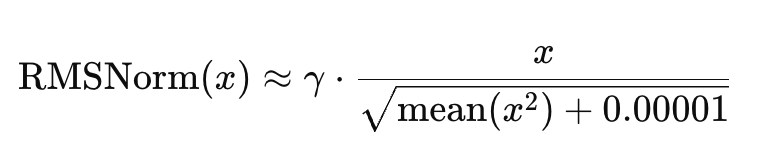 RMSNorm(x) ≈ γ · x / √(mean(x²) + 0.00001)